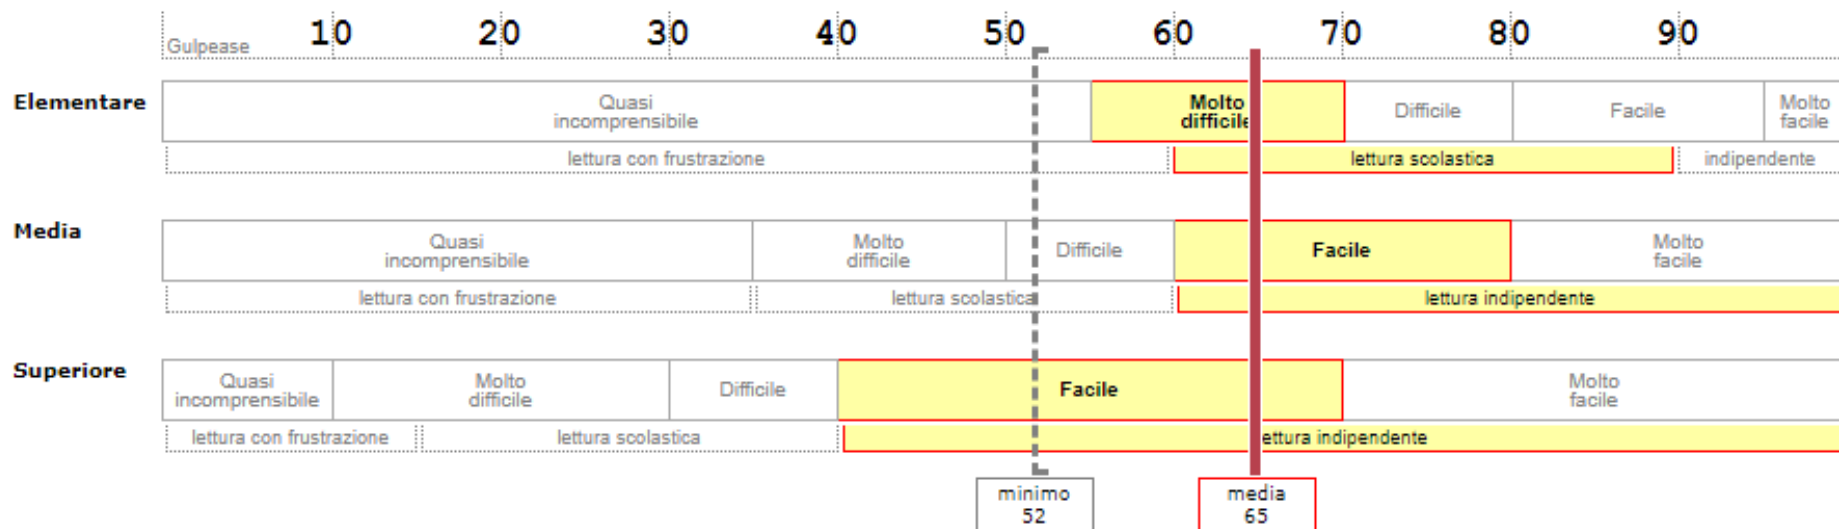 Gulpease 10 20 30 40 50 60 70 80 90
Elementare
Quasi
incomprensibile
Molto
difficile
Difficile
Facile
Molto
facile
lettura con frustrazione
lettura scolastica
indipendente
Media
Quasi
incomprensibile
Molto
difficile
Difficile
Facile
Molto
facile
lettura con frustrazione
lettura scolastica
lettura indipendente
Superiore
Quasi
incomprensibile
Molto
difficile
Difficile
Facile
Molto
facile
lettura con frustrazione
lettura scolastica
lettura indipendente
minimo
52
media
65